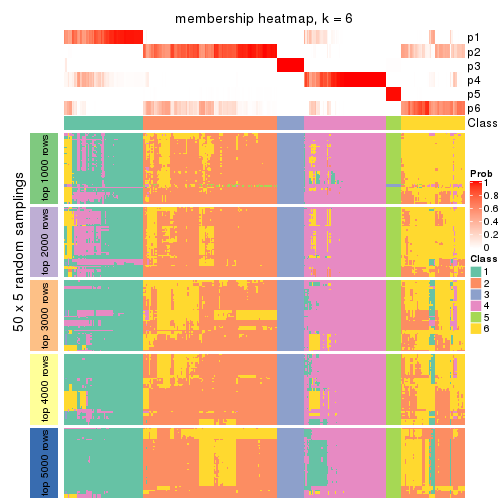 membership heatmap, k = 6
p1
p2
p3
p4
p5
p6
Class
50 x 5 random samplings
top 1000 rows
top 2000 rows
top 3000 rows
top 4000 rows
top 5000 rows
Prob
1
0.8
0.6
0.4
0.2
0
Class
1
2
3
4
5
6